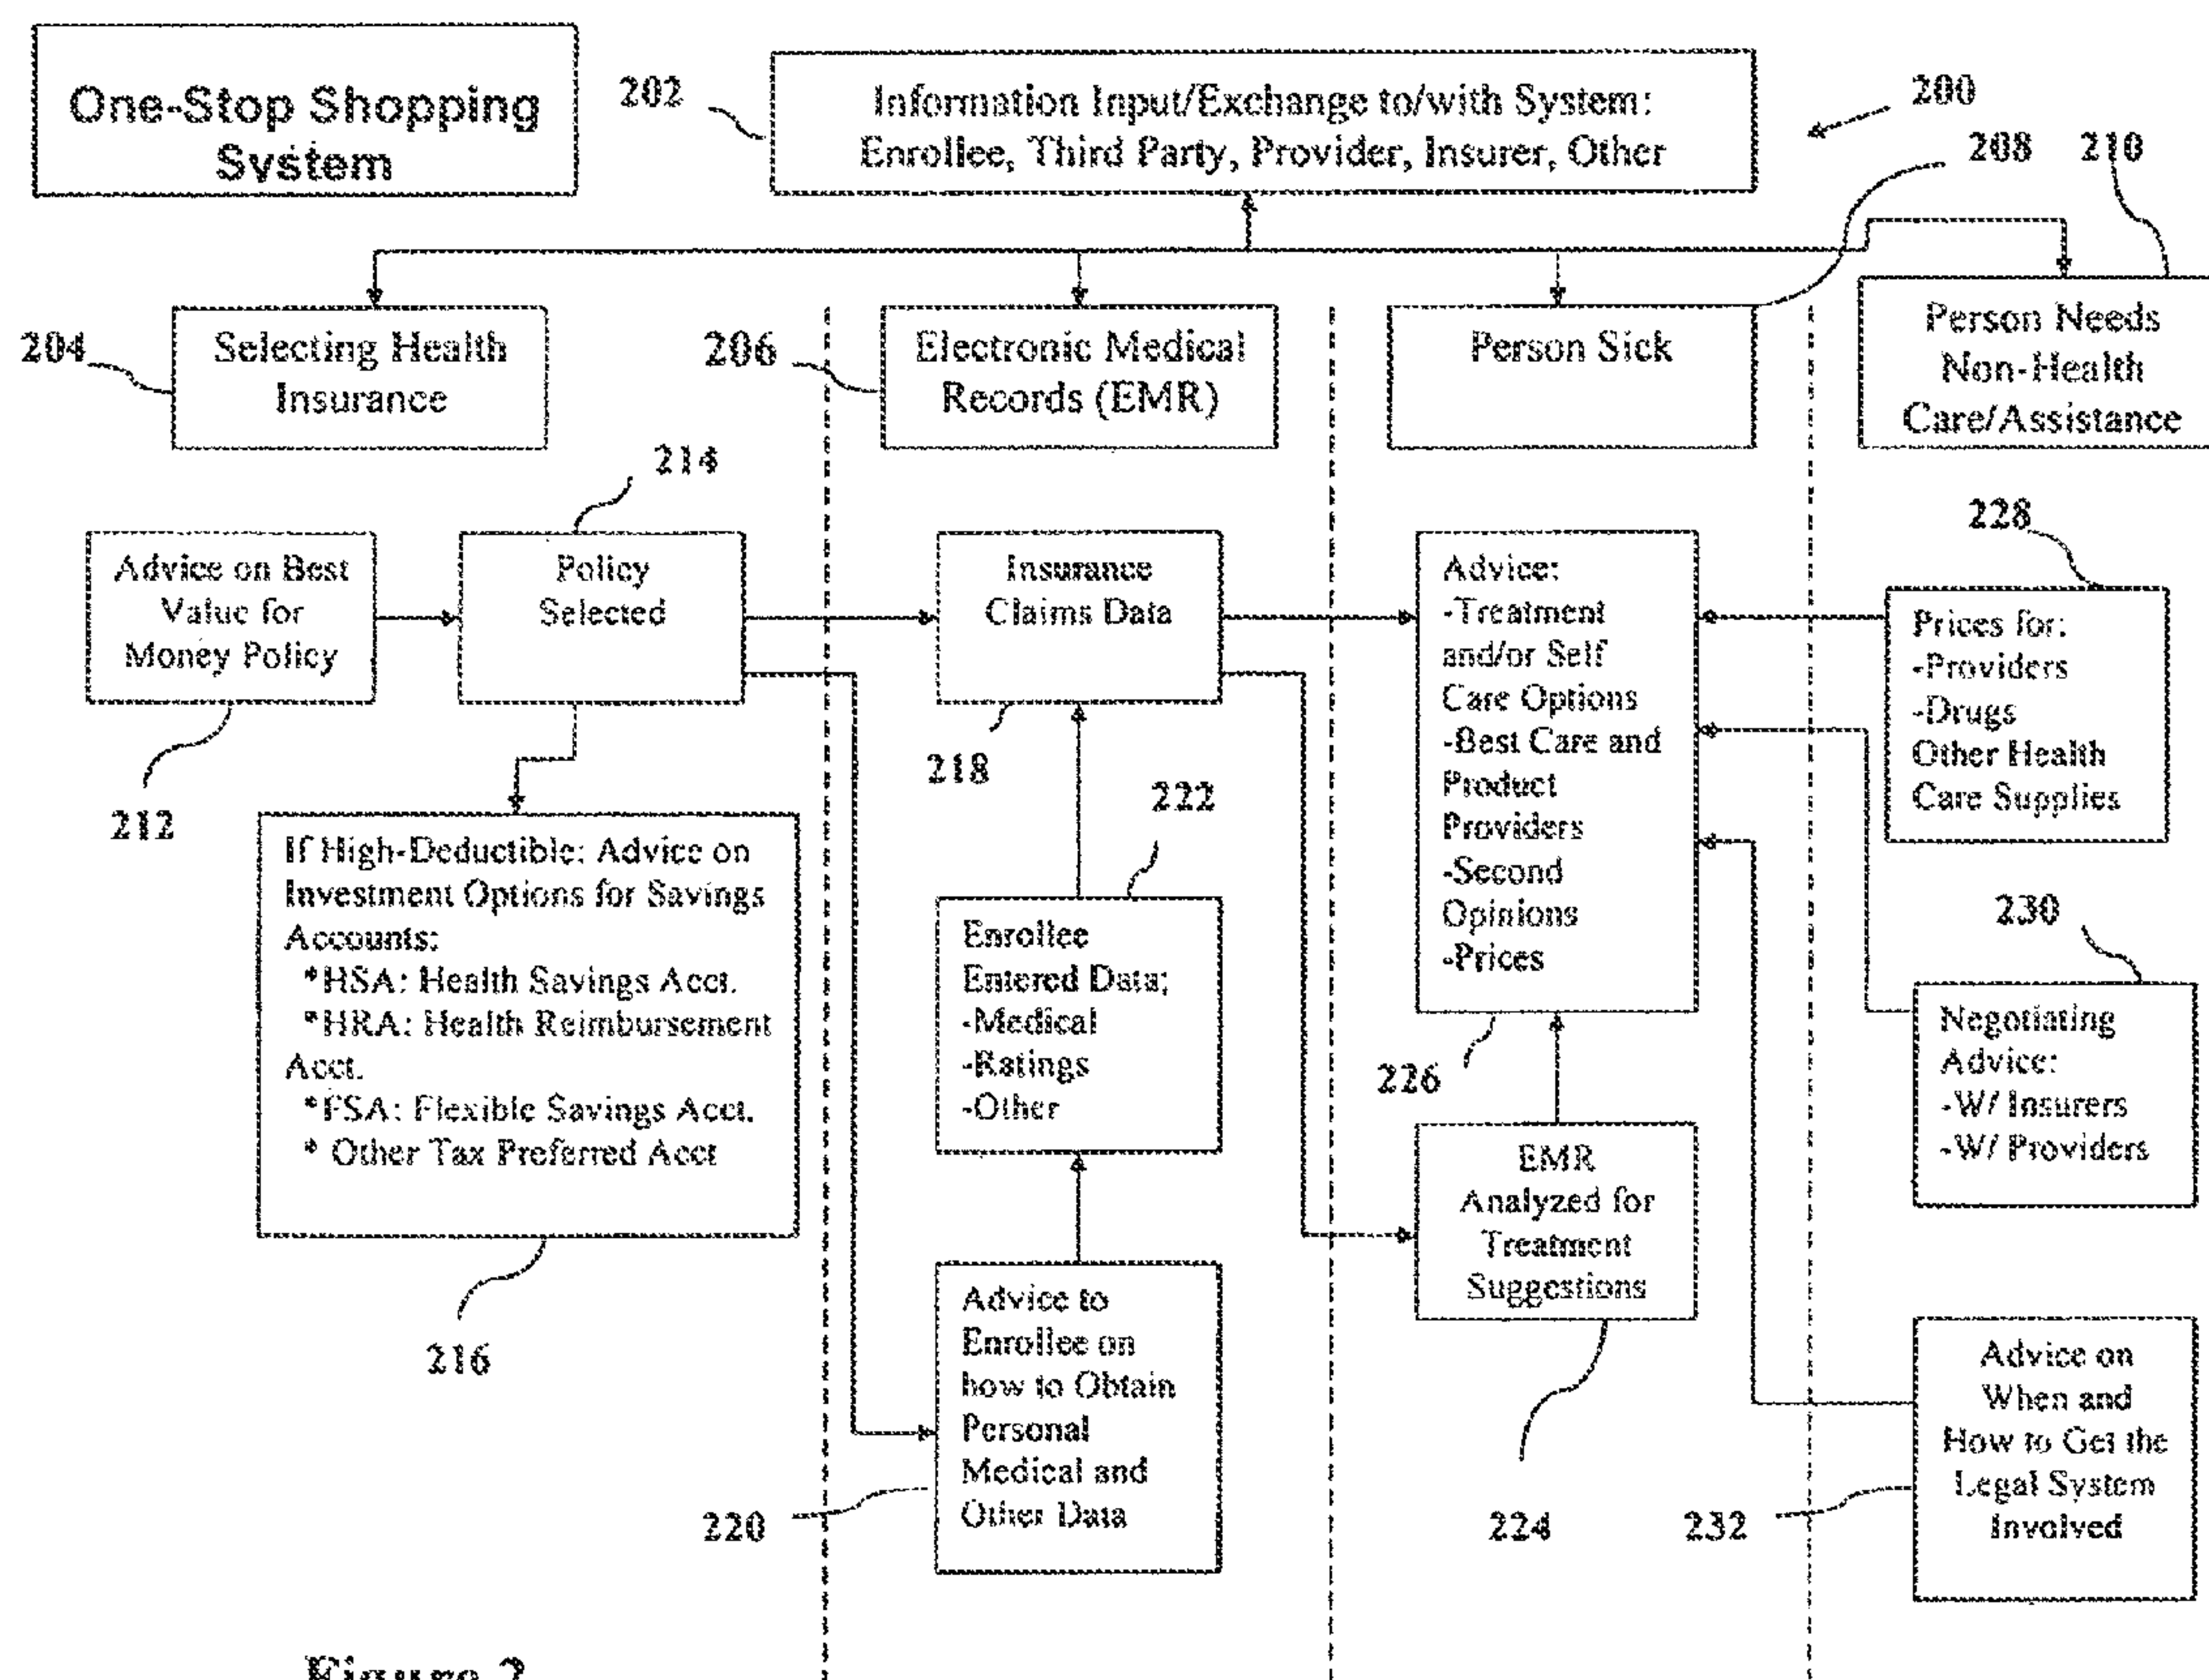 One-Stop Shopping
System
202
Information Input/Exchange to/with System:
Enrollee, Third Party, Provider, Insurer, Other
200
208
210
204
Selecting Health
Insurance
206
Electronic Medical
Records (EMR)
Person Sick
Person Needs
Non-Health
Care/Assistance
214
Advice on Best
Value for
Money Policy
212
Policy
Selected
If High-Deductible: Advice on
Investment Options for Savings
Accounts:
*HSA: Health Savings Acct.
*HRA: Health Reimbursement
Acct.
*FSA: Flexible Savings Acct.
* Other Tax Preferred Acct
216
Insurance
Claims Data
218
222
Enrollee
Entered Data;
-Medical
-Ratings
-Other
Advice to
Enrollee on
how to Obtain
Personal
Medical and
Other Data
220
Advice:
-Treatment
and/or Self
Care Options
-Best Care and
Product
Providers
-Second
Opinions
-Prices
226
EMR
Analyzed for
Treatment
Suggestions
224
228
Prices for:
-Providers
-Drugs
Other Health
Care Supplies
230
Negotiating
Advice:
-W/ Insurers
-W/ Providers
Advice on
When and
How to Get the
Legal System
Involved
232
Figure 2